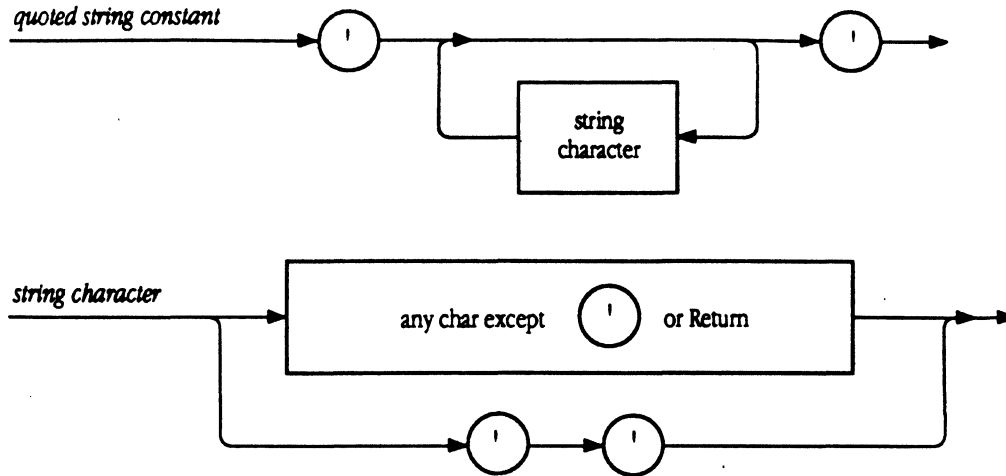 quoted string constant
' '
string
character
string character
any char except ' or Return
' '